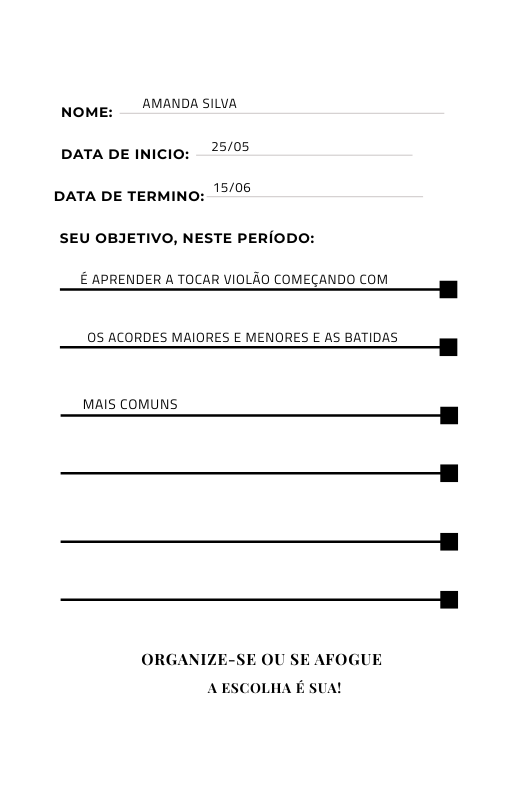 NOME: AMANDA SILVA
DATA DE INICIO: 25/05
DATA DE TERMINO: 15/06
SEU OBJETIVO, NESTE PERÍODO:
É APRENDER A TOCAR VIOLÃO COMEÇANDO COM
OS ACORDES MAIORES E MENORES E AS BATIDAS
MAIS COMUNS
ORGANIZE-SE OU SE AFOGUE
A ESCOLHA É SUA!